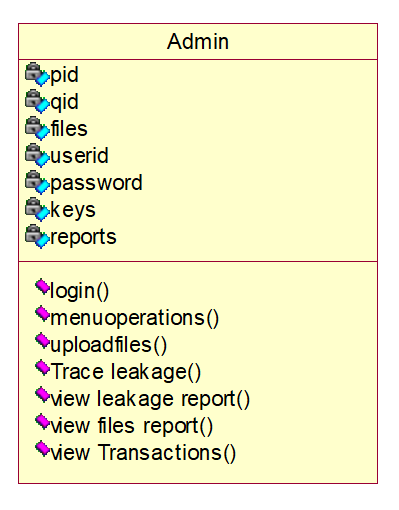 Admin
pid
qid
files
userid
password
keys
reports
login()
menuoperations()
uploadfiles()
Trace leakage()
view leakage report()
view files report()
view Transactions()